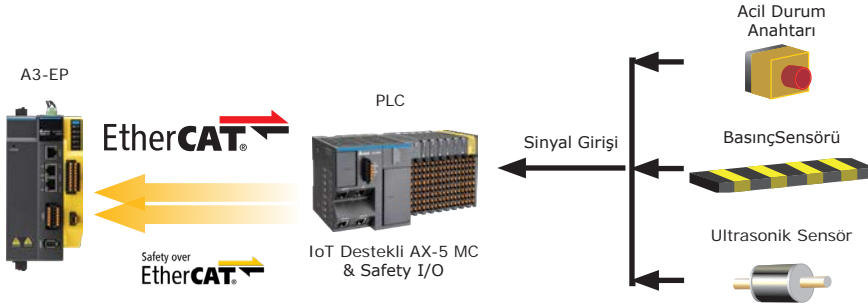 Acil Durum
Anahtarı
A3-EP
PLC
EtherCAT®
Sinyal Girişi
BasınçSensörü
IoT Destekli AX-5 MC
& Safety I/O
Safety over
EtherCAT®
Ultrasonik Sensör